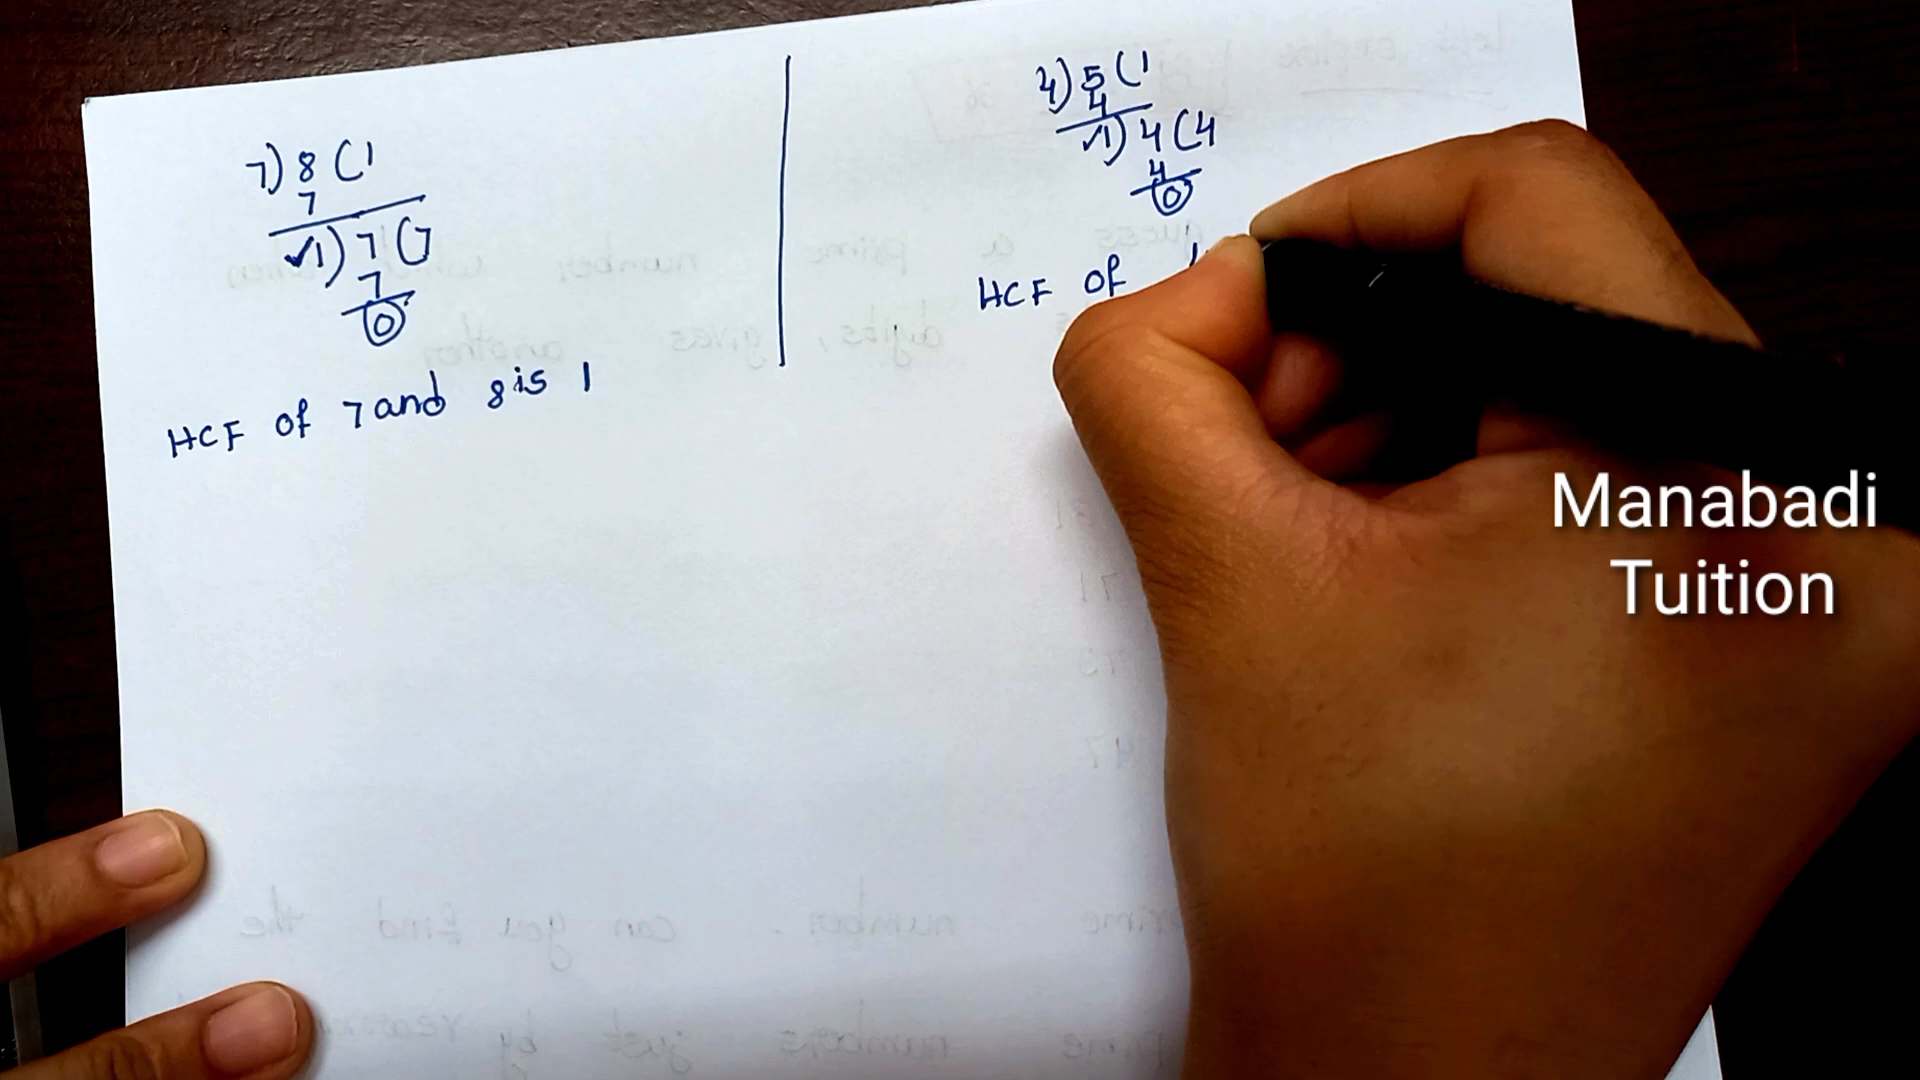 7) 8 (1
7
✓1) 7 (7
7
0
HCF of 7 and 8 is 1
4) 5 (1
4
✓1) 4 (4
4
0
HCF of
Manabadi
Tuition